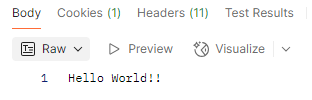 Body Cookies (1) Headers (11) Test Results
Raw Preview Visualize
1 Hello World!!